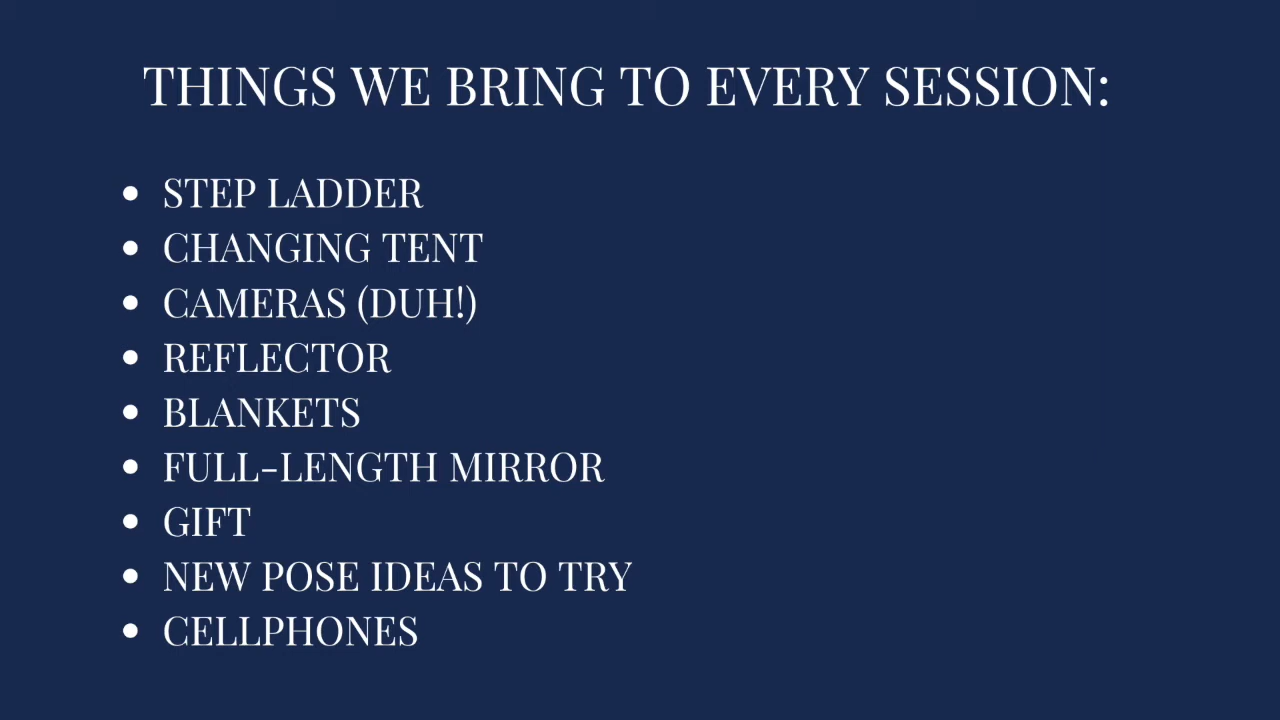 THINGS WE BRING TO EVERY SESSION:
• STEP LADDER
• CHANGING TENT
• CAMERAS (DUH!)
• REFLECTOR
• BLANKETS
• FULL-LENGTH MIRROR
• GIFT
• NEW POSE IDEAS TO TRY
• CELLPHONES